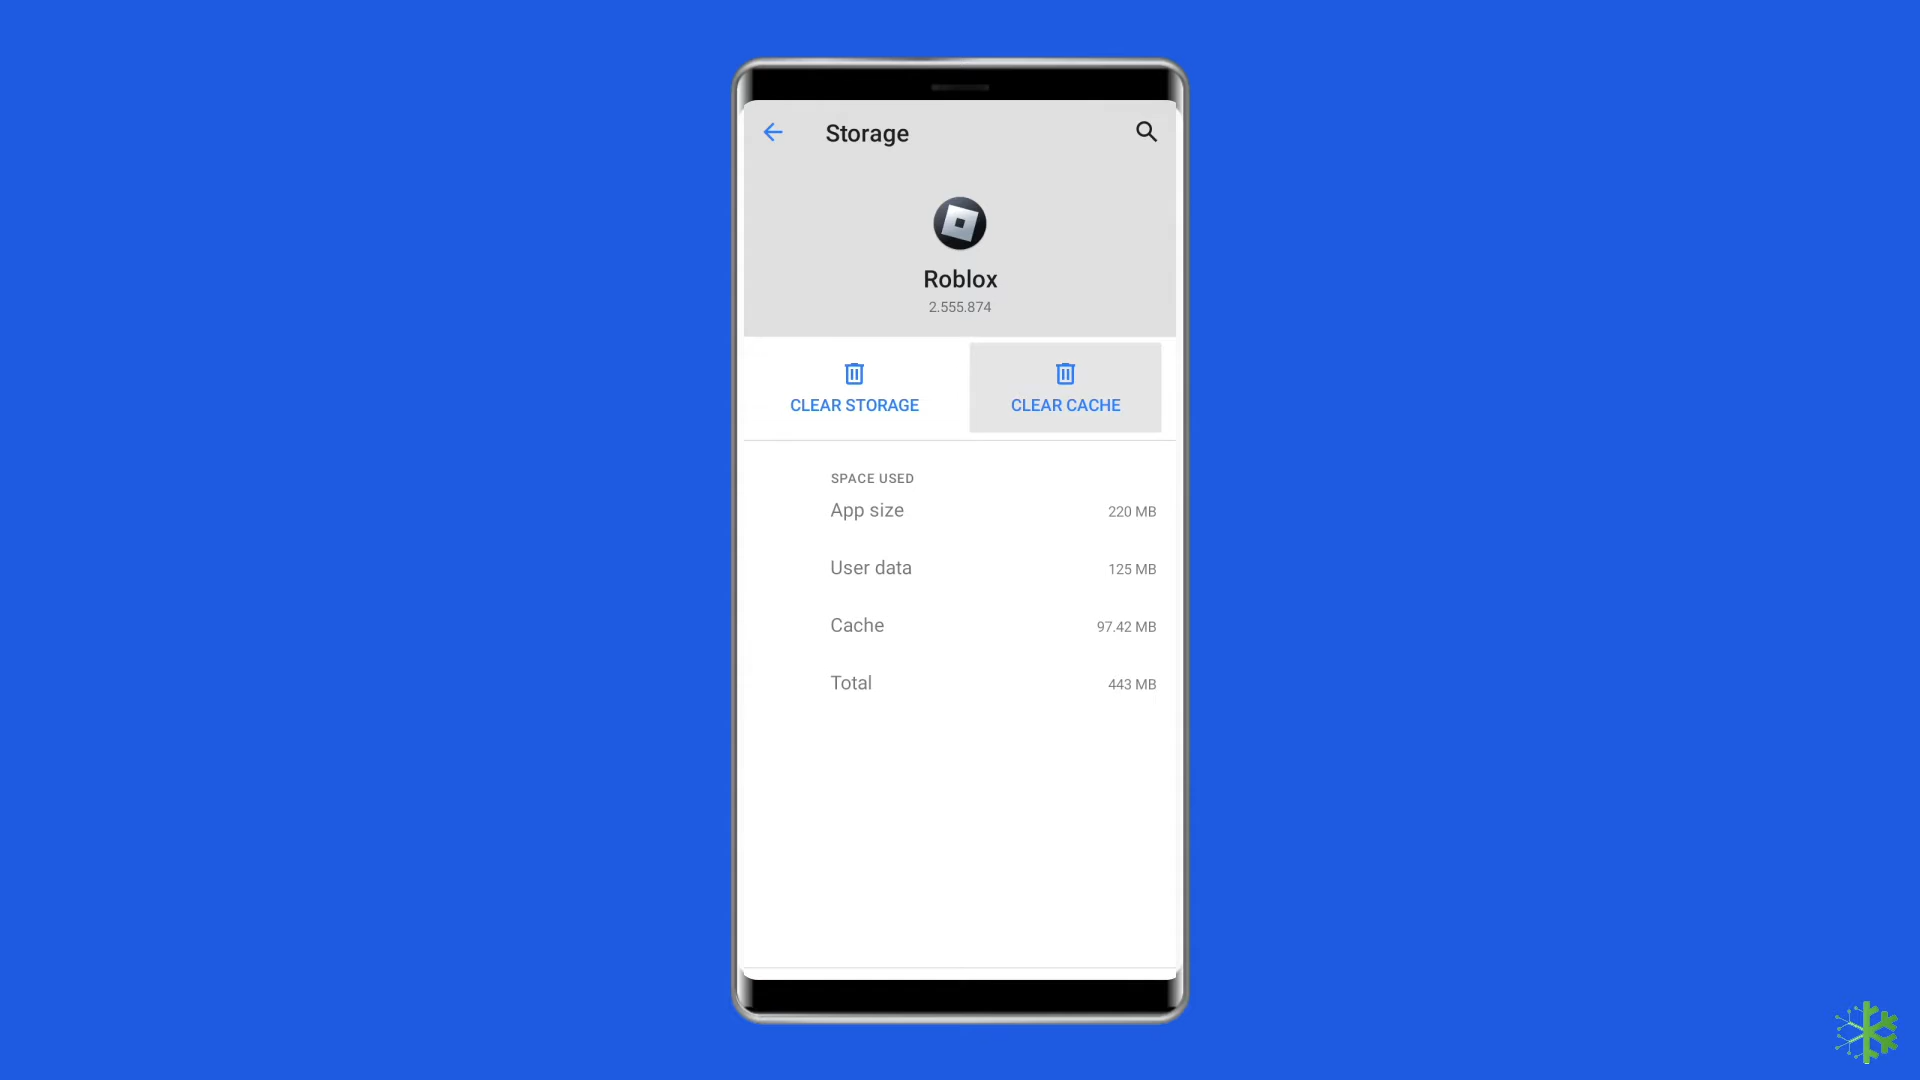 Storage
Roblox
2.555.874
CLEAR STORAGE
CLEAR CACHE
SPACE USED
App size 220 MB
User data 125 MB
Cache 97.42 MB
Total 443 MB